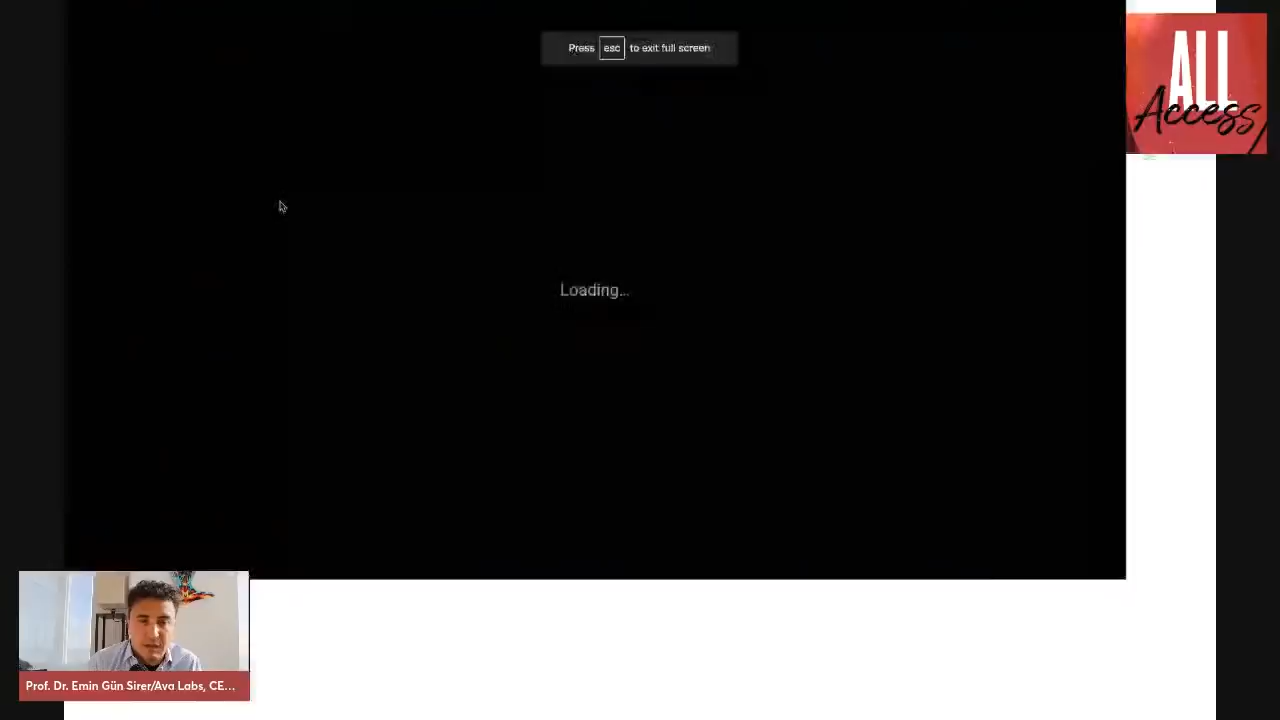 Press esc to exit full screen
ALL
Access
Loading...
Prof. Dr. Emin Gün Sirer/Ava Labs, CE...